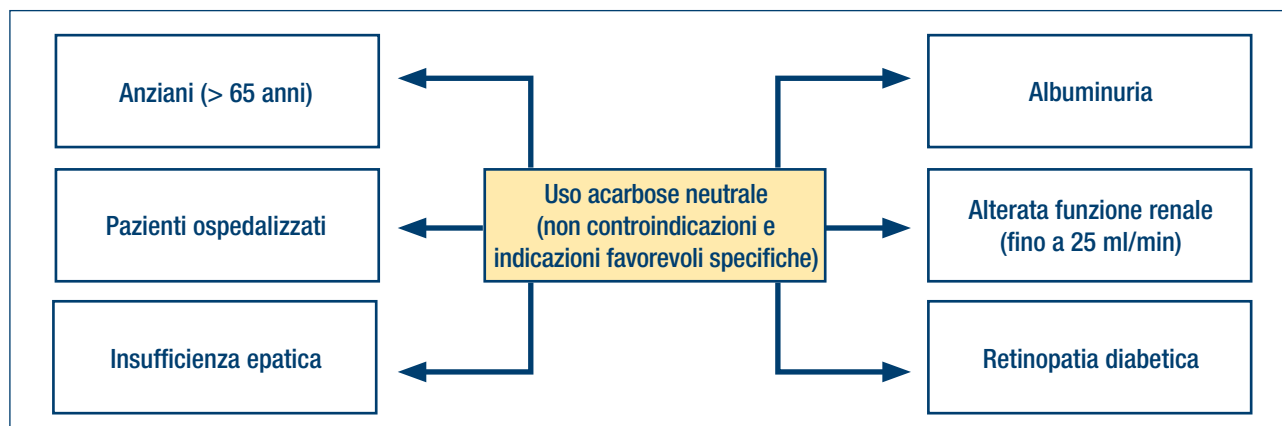 Anziani (> 65 anni)
Pazienti ospedalizzati
Insufficienza epatica
Uso acarbose neutrale
(non controindicazioni e
indicazioni favorevoli specifiche)
Albuminuria
Alterata funzione renale
(fino a 25 ml/min)
Retinopatia diabetica